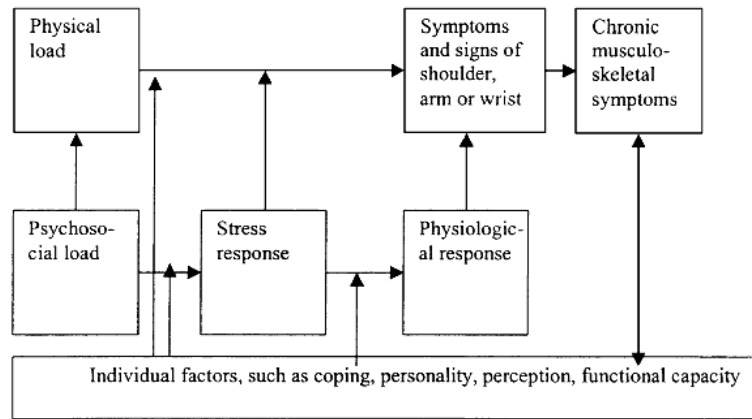 Physical
load
Symptoms
and signs of
shoulder,
arm or wrist
Chronic
musculo-
skeletal
symptoms
Psychoso-
cial load
Stress
response
Physiologic-
al response
Individual factors, such as coping, personality, perception, functional capacity